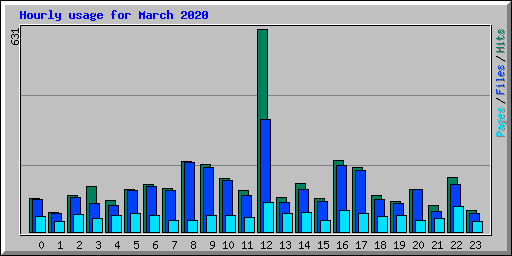 Hourly usage for March 2020
631
Pages / Files / Hits
0 1 2 3 4 5 6 7 8 9 10 11 12 13 14 15 16 17 18 19 20 21 22 23